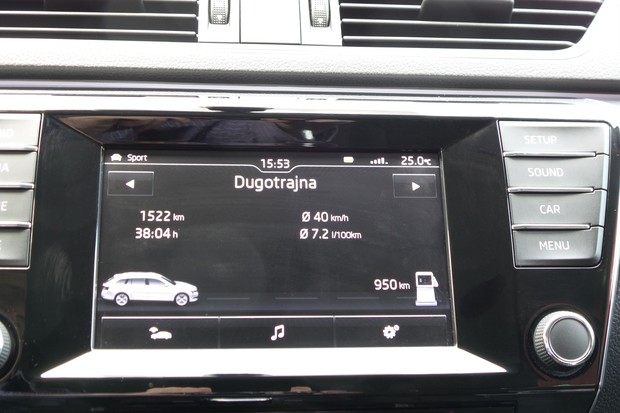 Sport 15:53 25.0°C
Dugotrajna
1522 km Ø 40 km/h
38:04 h Ø 7.2 l/100km
950 km
SETUP
SOUND
CAR
MENU